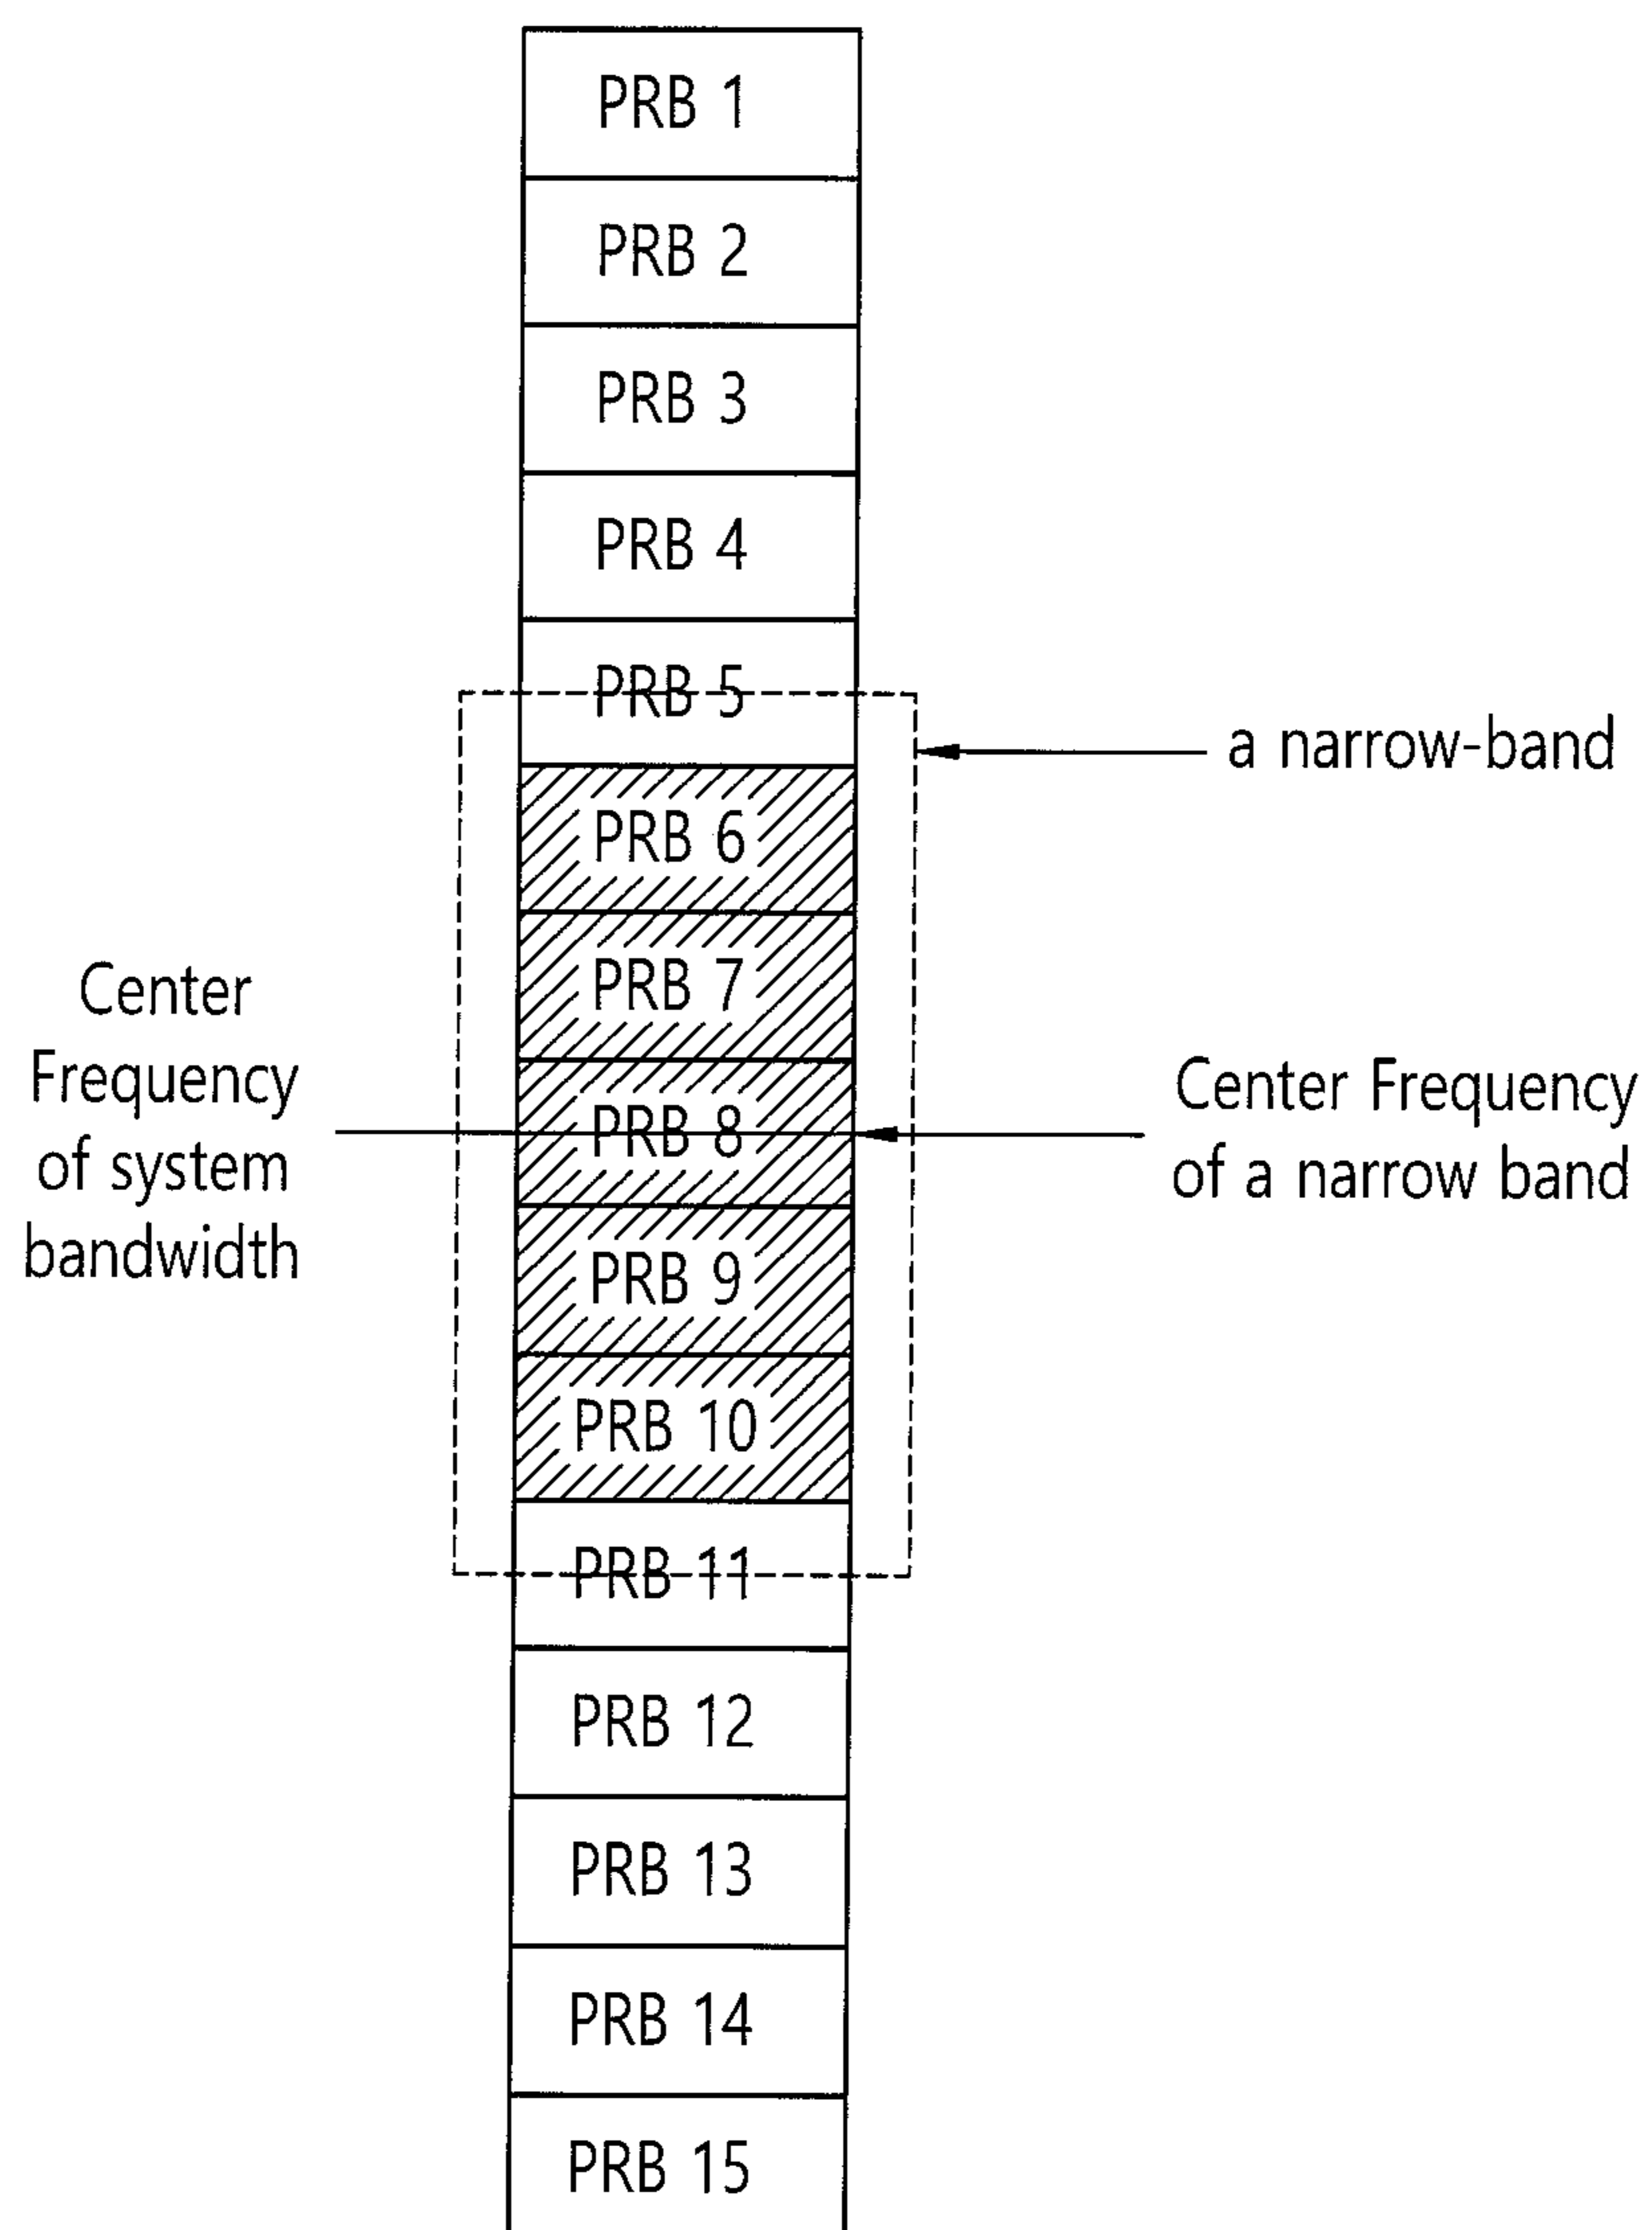 PRB 1
PRB 2
PRB 3
PRB 4
PRB 5
a narrow-band
PRB 6
PRB 7
Center
Frequency
of system
bandwidth
PRB 8
Center Frequency
of a narrow band
PRB 9
PRB 10
PRB 11
PRB 12
PRB 13
PRB 14
PRB 15